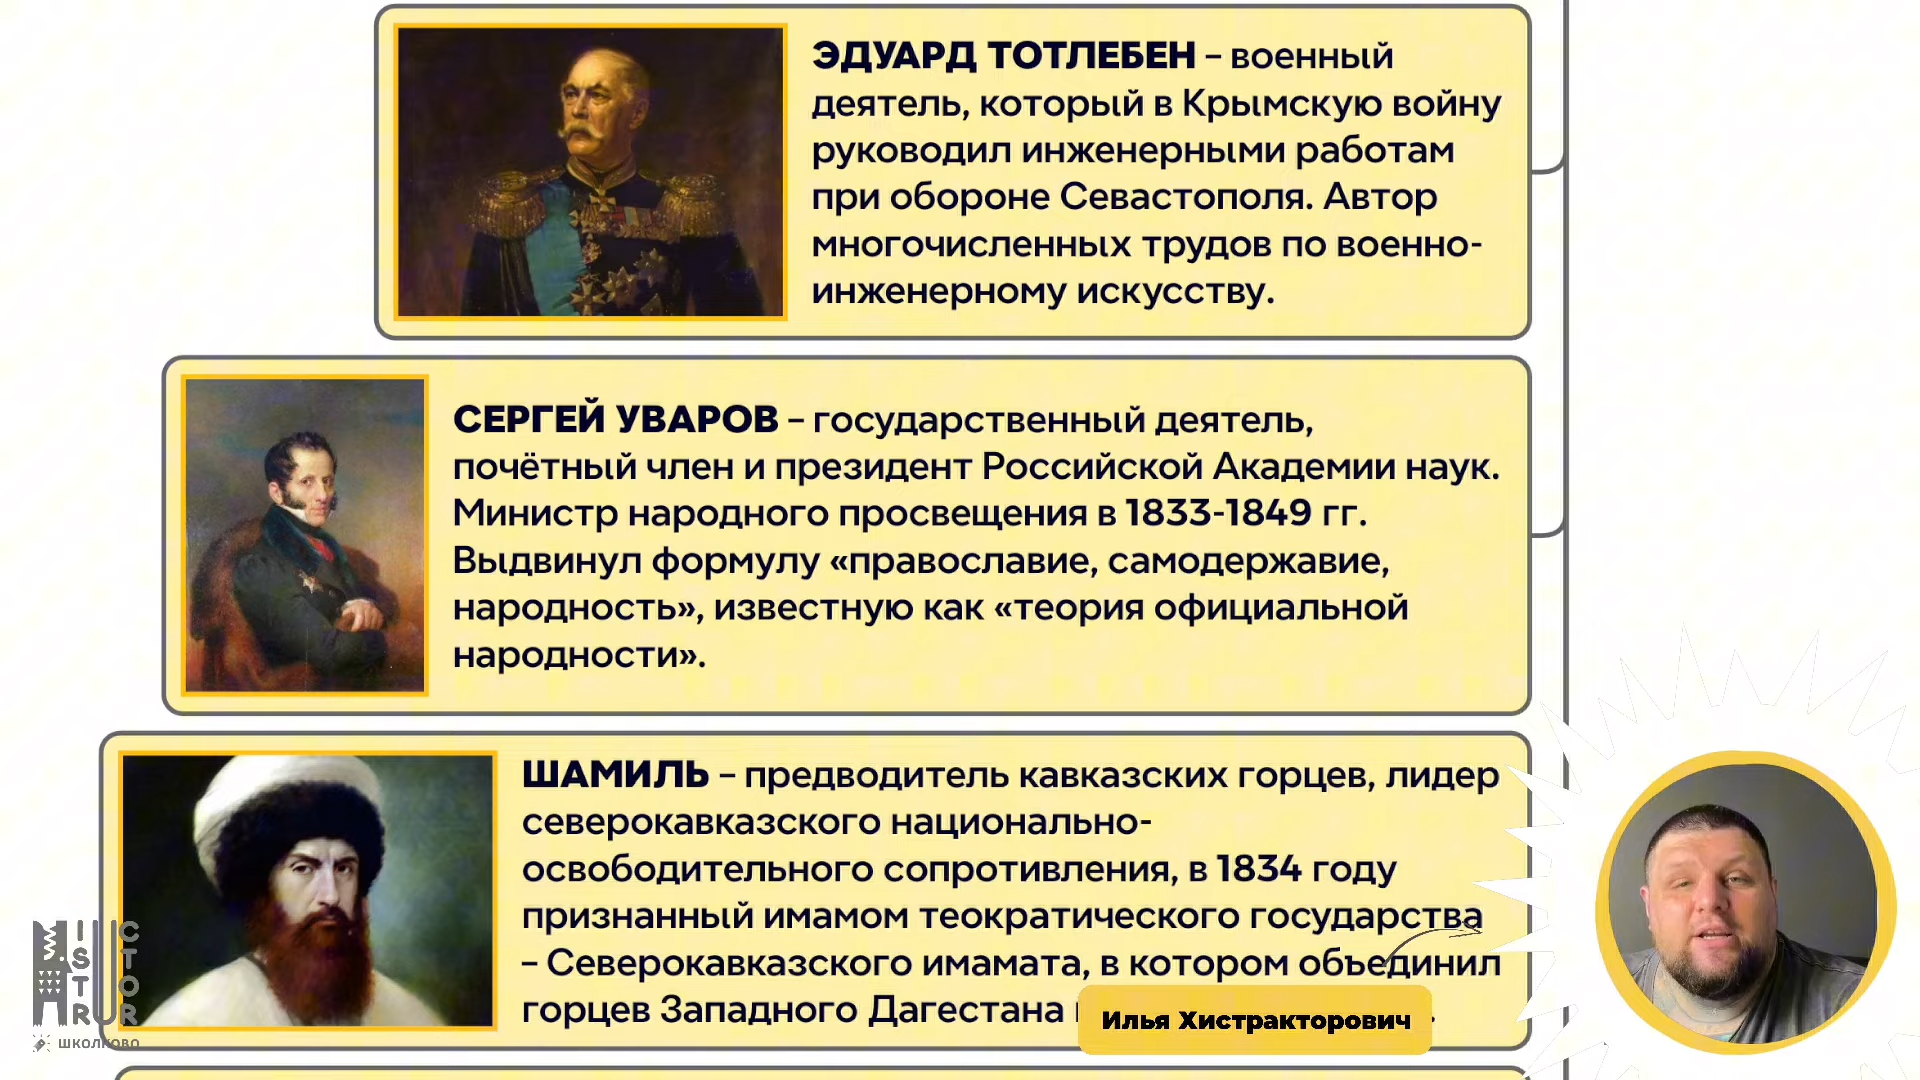 ЭДУАРД ТОТЛЕБЕН – военный
деятель, который в Крымскую войну
руководил инженерными работам
при обороне Севастополя. Автор
многочисленных трудов по военно-
инженерному искусству.
СЕРГЕЙ УВАРОВ – государственный деятель,
почётный член и президент Российской Академии наук.
Министр народного просвещения в 1833-1849 гг.
Выдвинул формулу «православие, самодержавие,
народность», известную как «теория официальной
народности».
ШАМИЛЬ – предводитель кавказских горцев, лидер
северокавказского национально-
освободительного сопротивления, в 1834 году
признанный имамом теократического государства
– Северокавказского имамата, в котором объединил
горцев Западного Дагестана
Илья Хистракторович
ШКОЛКОВО